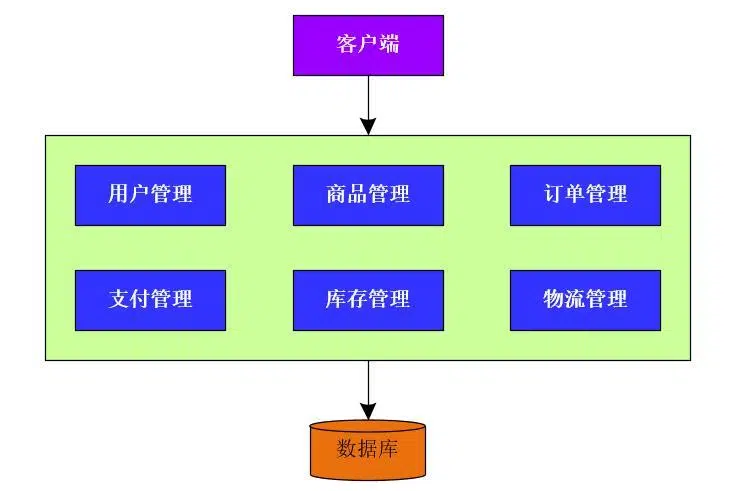 客户端
用户管理
商品管理
订单管理
支付管理
库存管理
物流管理
数据库